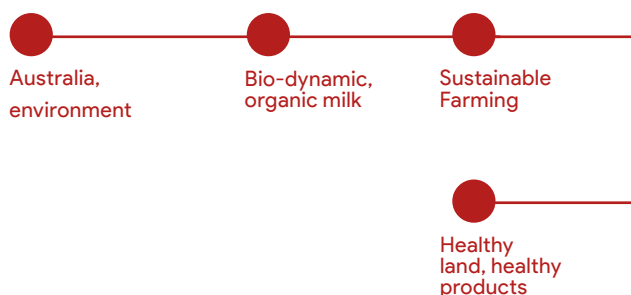 Australia,
environment
Bio-dynamic,
organic milk
Sustainable
Farming
Healthy
land, healthy
products